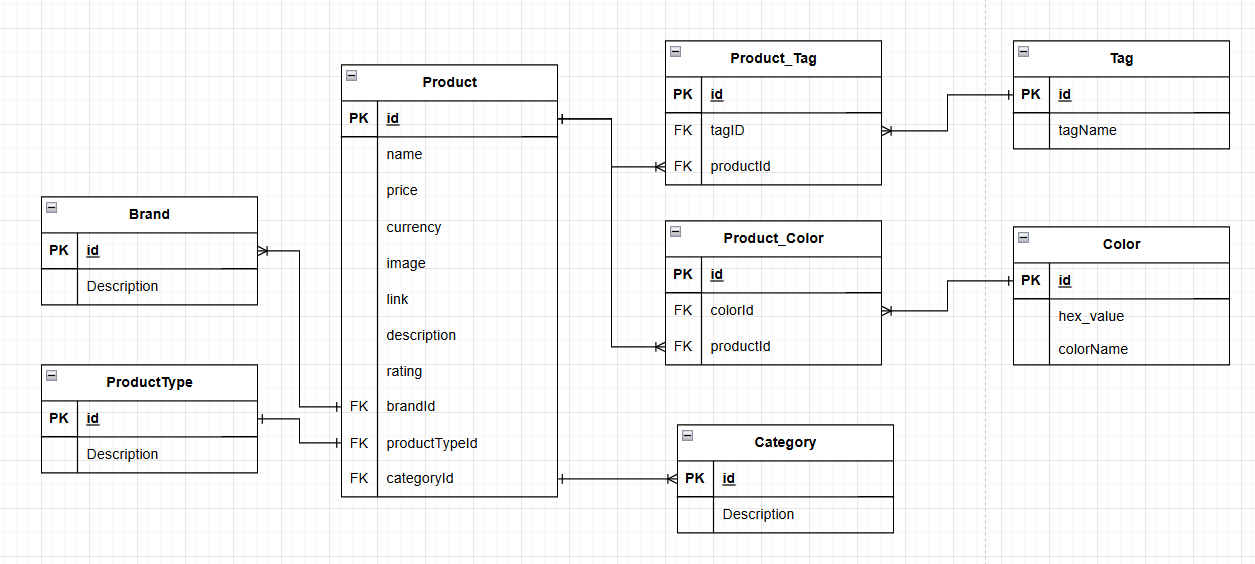 Product
PK id
name
price
currency
image
link
description
rating
FK brandId
FK productTypeId
FK categoryId
Brand
PK id
Description
ProductType
PK id
Description
Product_Tag
PK id
FK tagID
FK productId
Tag
PK id
tagName
Product_Color
PK id
FK colorId
FK productId
Color
PK id
hex_value
colorName
Category
PK id
Description